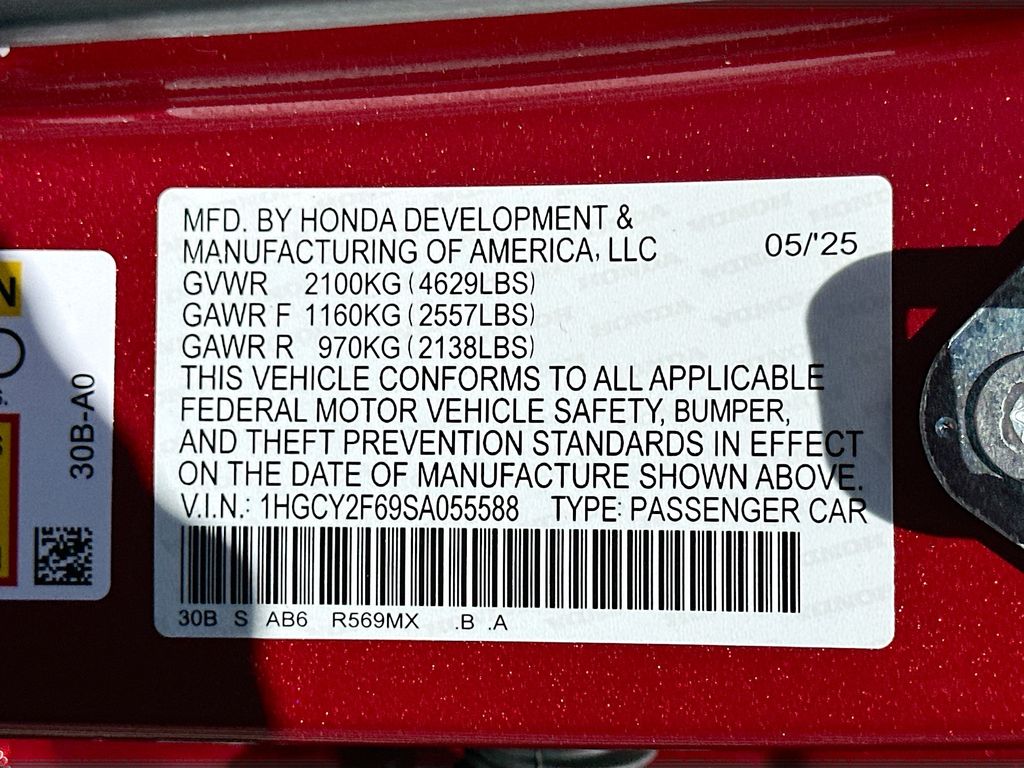 MFD. BY HONDA DEVELOPMENT &
MANUFACTURING OF AMERICA, LLC 05/'25
GVWR 2100KG (4629LBS)
GAWR F 1160KG (2557LBS)
GAWR R 970KG (2138LBS)
THIS VEHICLE CONFORMS TO ALL APPLICABLE
FEDERAL MOTOR VEHICLE SAFETY, BUMPER,
AND THEFT PREVENTION STANDARDS IN EFFECT
ON THE DATE OF MANUFACTURE SHOWN ABOVE.
V.I.N.: 1HGCY2F69SA055588 TYPE: PASSENGER CAR
30B S AB6 R569MX .B .A
30B-A0